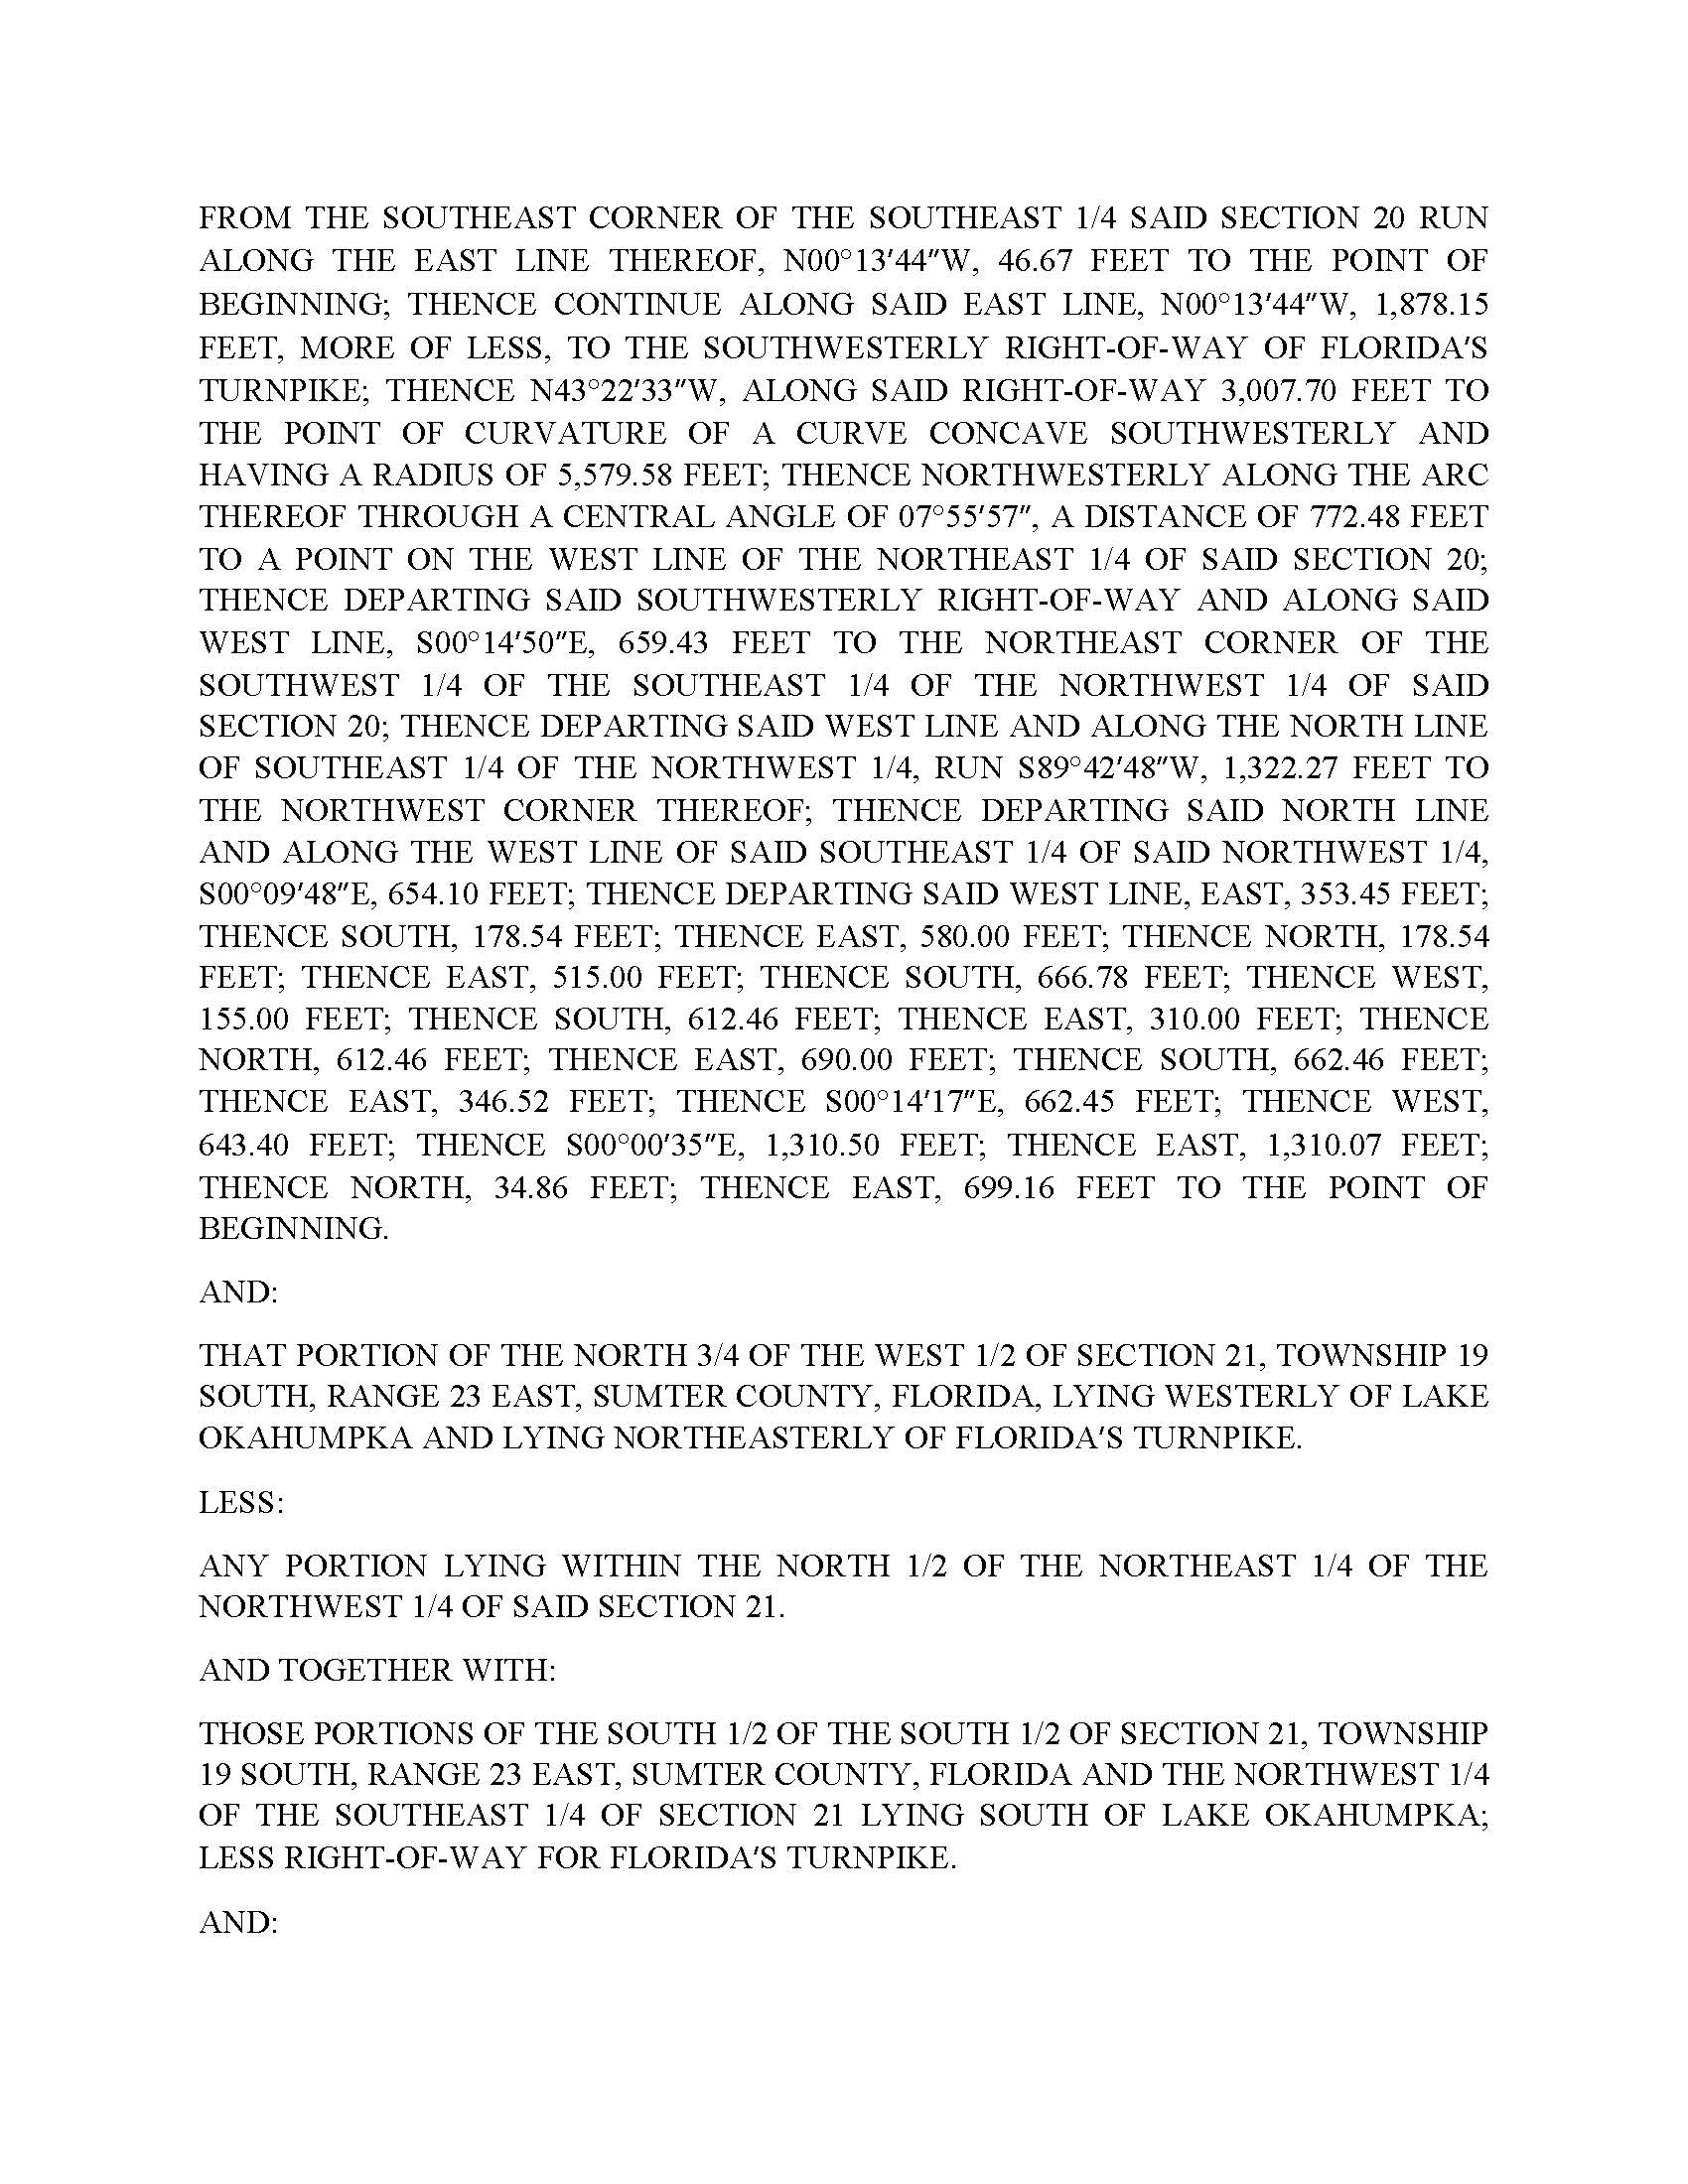 FROM THE SOUTHEAST CORNER OF THE SOUTHEAST 1/4 SAID SECTION 20 RUN
ALONG THE EAST LINE THEREOF, N00°13'44"W, 46.67 FEET TO THE POINT OF
BEGINNING; THENCE CONTINUE ALONG SAID EAST LINE, N00°13'44"W, 1,878.15
FEET, MORE OF LESS, TO THE SOUTHWESTERLY RIGHT-OF-WAY OF FLORIDA'S
TURNPIKE; THENCE N43°22'33"W, ALONG SAID RIGHT-OF-WAY 3,007.70 FEET TO
THE POINT OF CURVATURE OF A CURVE CONCAVE SOUTHWESTERLY AND
HAVING A RADIUS OF 5,579.58 FEET; THENCE NORTHWESTERLY ALONG THE ARC
THEREOF THROUGH A CENTRAL ANGLE OF 07°55'57", A DISTANCE OF 772.48 FEET
TO A POINT ON THE WEST LINE OF THE NORTHEAST 1/4 OF SAID SECTION 20;
THENCE DEPARTING SAID SOUTHWESTERLY RIGHT-OF-WAY AND ALONG SAID
WEST LINE, S00°14'50"E, 659.43 FEET TO THE NORTHEAST CORNER OF THE
SOUTHWEST 1/4 OF THE SOUTHEAST 1/4 OF THE NORTHWEST 1/4 OF SAID
SECTION 20; THENCE DEPARTING SAID WEST LINE AND ALONG THE NORTH LINE
OF SOUTHEAST 1/4 OF THE NORTHWEST 1/4, RUN S89°42'48"W, 1,322.27 FEET TO
THE NORTHWEST CORNER THEREOF; THENCE DEPARTING SAID NORTH LINE
AND ALONG THE WEST LINE OF SAID SOUTHEAST 1/4 OF SAID NORTHWEST 1/4,
S00°09'48"E, 654.10 FEET; THENCE DEPARTING SAID WEST LINE, EAST, 353.45 FEET;
THENCE SOUTH, 178.54 FEET; THENCE EAST, 580.00 FEET; THENCE NORTH, 178.54
FEET; THENCE EAST, 515.00 FEET; THENCE SOUTH, 666.78 FEET; THENCE WEST,
155.00 FEET; THENCE SOUTH, 612.46 FEET; THENCE EAST, 310.00 FEET; THENCE
NORTH, 612.46 FEET; THENCE EAST, 690.00 FEET; THENCE SOUTH, 662.46 FEET;
THENCE EAST, 346.52 FEET; THENCE S00°14'17"E, 662.45 FEET; THENCE WEST,
643.40 FEET; THENCE S00°00'35"E, 1,310.50 FEET; THENCE EAST, 1,310.07 FEET;
THENCE NORTH, 34.86 FEET; THENCE EAST, 699.16 FEET TO THE POINT OF
BEGINNING.
AND:
THAT PORTION OF THE NORTH 3/4 OF THE WEST 1/2 OF SECTION 21, TOWNSHIP 19
SOUTH, RANGE 23 EAST, SUMTER COUNTY, FLORIDA, LYING WESTERLY OF LAKE
OKAHUMPKA AND LYING NORTHEASTERLY OF FLORIDA'S TURNPIKE.
LESS:
ANY PORTION LYING WITHIN THE NORTH 1/2 OF THE NORTHEAST 1/4 OF THE
NORTHWEST 1/4 OF SAID SECTION 21.
AND TOGETHER WITH:
THOSE PORTIONS OF THE SOUTH 1/2 OF THE SOUTH 1/2 OF SECTION 21, TOWNSHIP
19 SOUTH, RANGE 23 EAST, SUMTER COUNTY, FLORIDA AND THE NORTHWEST 1/4
OF THE SOUTHEAST 1/4 OF SECTION 21 LYING SOUTH OF LAKE OKAHUMPKA;
LESS RIGHT-OF-WAY FOR FLORIDA'S TURNPIKE.
AND: